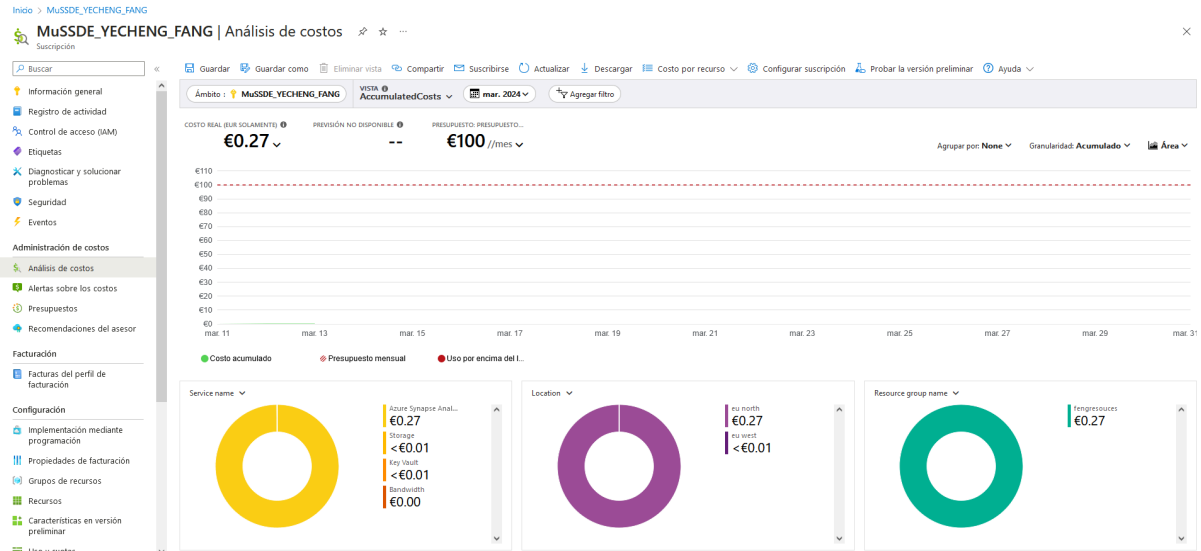 Inicio > MuSSDE_YECHENG_FANG
MuSSDE_YECHENG_FANG | Análisis de costos
Suscripción
Buscar
Información general
Registro de actividad
Control de acceso (IAM)
Etiquetas
Diagnosticar y solucionar
problemas
Seguridad
Eventos
Administración de costos
Análisis de costos
Alertas sobre los costos
Presupuestos
Recomendaciones del asesor
Facturación
Facturas del perfil de
facturación
Configuración
Implementación mediante
programación
Propiedades de facturación
Grupos de recursos
Recursos
Características en versión
preliminar
Guardar Guardar como Eliminar vista Compartir Suscribirse Actualizar Descargar Costo por recurso Configurar suscripción Probar la versión preliminar Ayuda
Ámbito : MuSSDE_YECHENG_FANG
VISTA
AccumulatedCosts
mar. 2024
Agregar filtro
COSTO REAL (EUR SOLAMENTE)
€0.27
PREVISIÓN NO DISPONIBLE
--
PRESUPUESTO: PRESUPUESTO...
€100 //mes
Agrupar por: None Granularidad: Acumulado Área
€110
€100
€90
€80
€70
€60
€50
€40
€30
€20
€10
€0
mar. 11 mar. 13 mar. 15 mar. 17 mar. 19 mar. 21 mar. 23 mar. 25 mar. 27 mar. 29 mar. 31
Costo acumulado Presupuesto mensual Uso por encima del l...
Service name
Azure Synapse Anal...
€0.27
Storage
<€0.01
Key Vault
<€0.01
Bandwidth
€0.00
Location
eu north
€0.27
eu west
<€0.01
Resource group name
fengresouces
€0.27